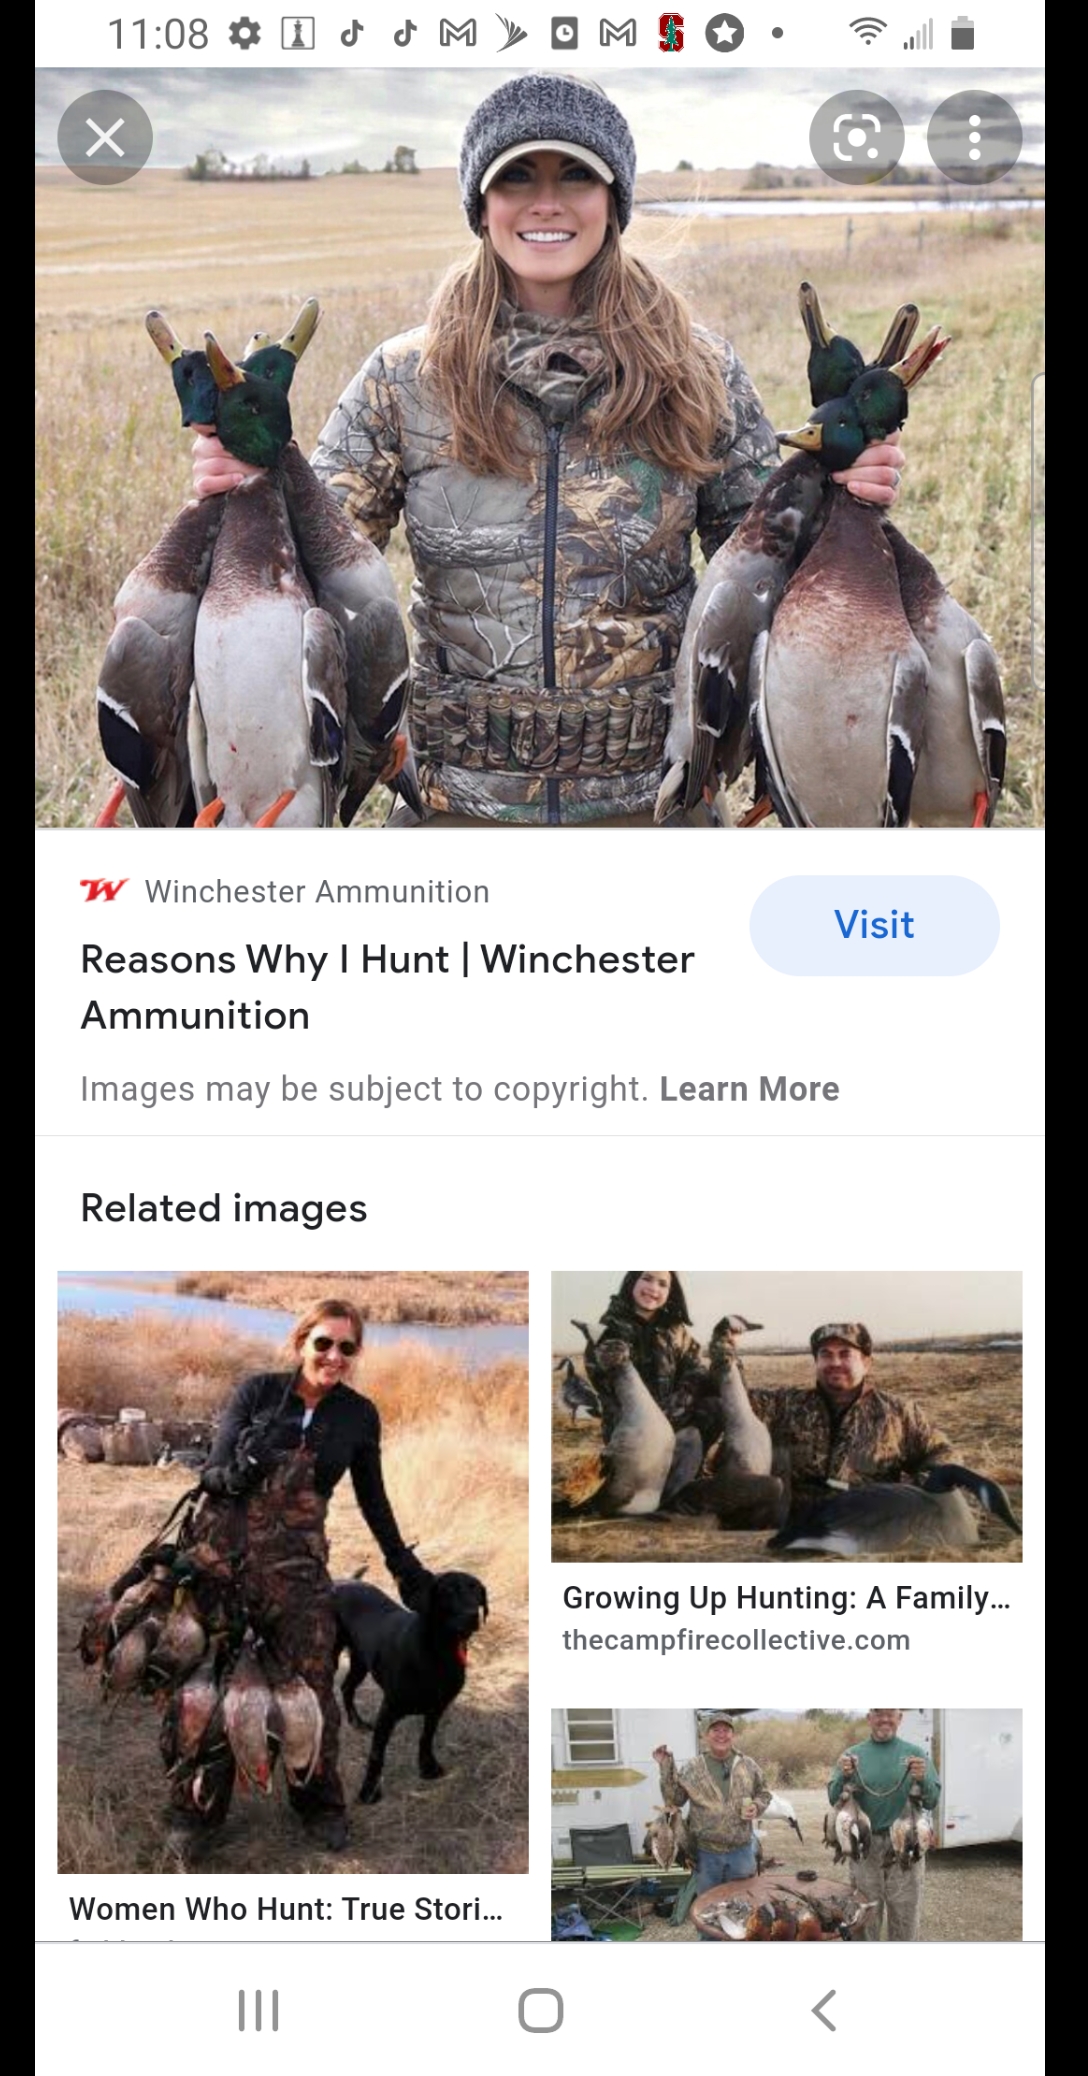 11:08
Winchester Ammunition
Visit
Reasons Why I Hunt | Winchester
Ammunition
Images may be subject to copyright. Learn More
Related images
Growing Up Hunting: A Family...
thecampfirecollective.com
Women Who Hunt: True Stori...